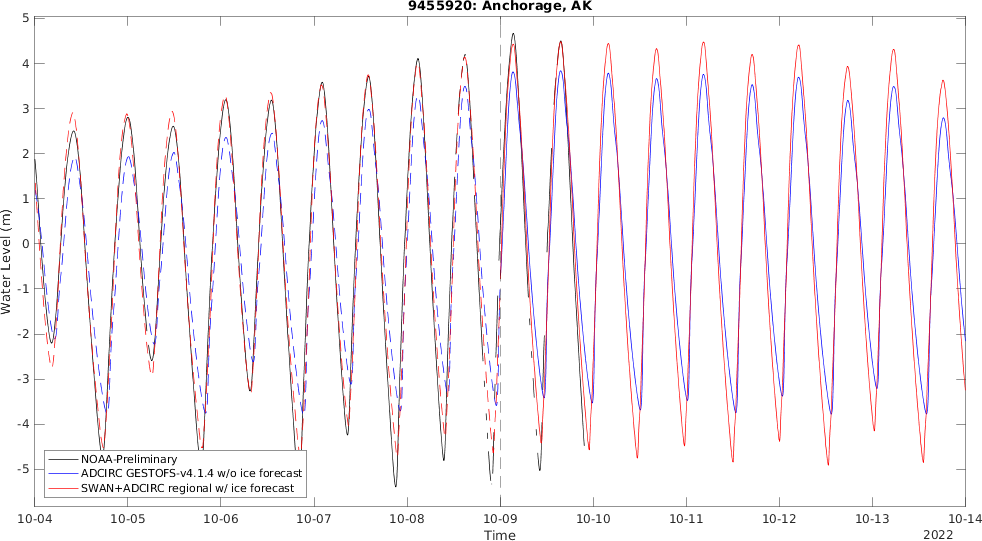 9455920: Anchorage, AK
Water Level (m)
5
4
3
2
1
0
-1
-2
-3
-4
-5
NOAA-Preliminary
ADCIRC GESTOFS-v4.1.4 w/o ice forecast
SWAN+ADCIRC regional w/ ice forecast
10-04 10-05 10-06 10-07 10-08 10-09 10-10 10-11 10-12 10-13 10-14
Time
2022